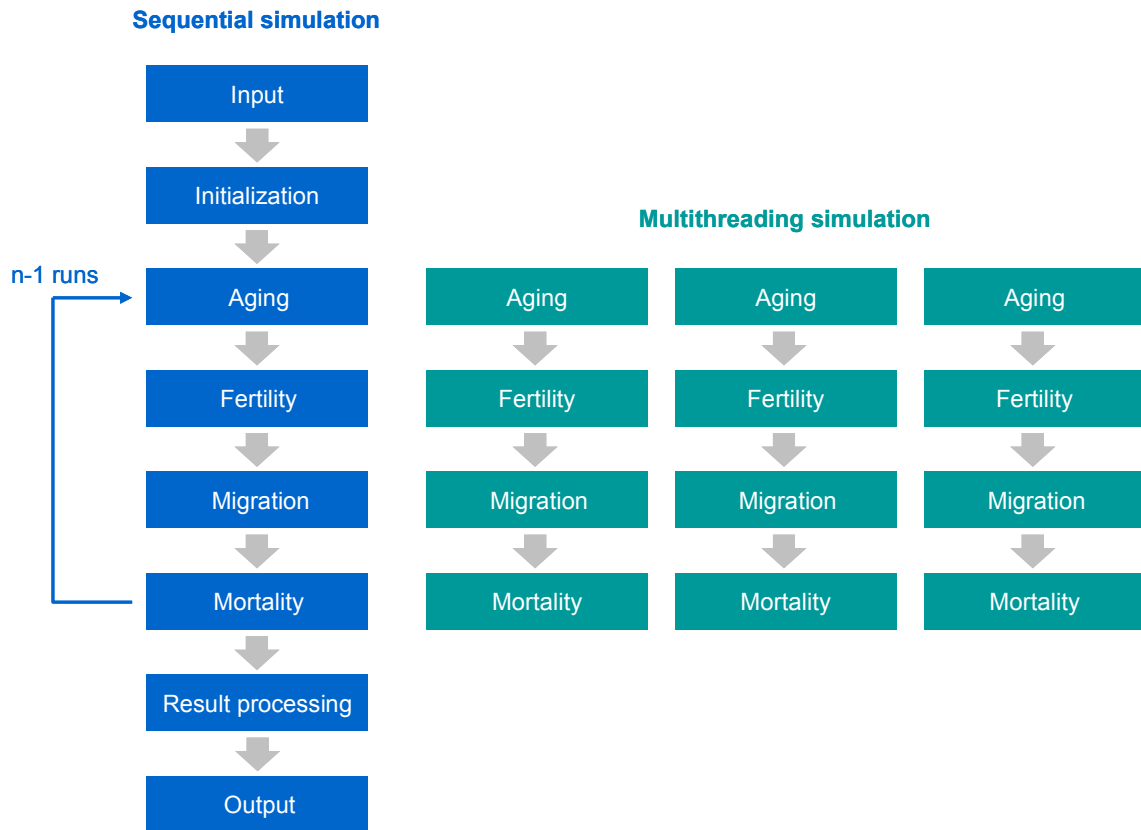 Sequential simulation
Input
Initialization
Multithreading simulation
n-1 runs
Aging
Aging
Aging
Aging
Fertility
Fertility
Fertility
Fertility
Migration
Migration
Migration
Migration
Mortality
Mortality
Mortality
Mortality
Result processing
Output